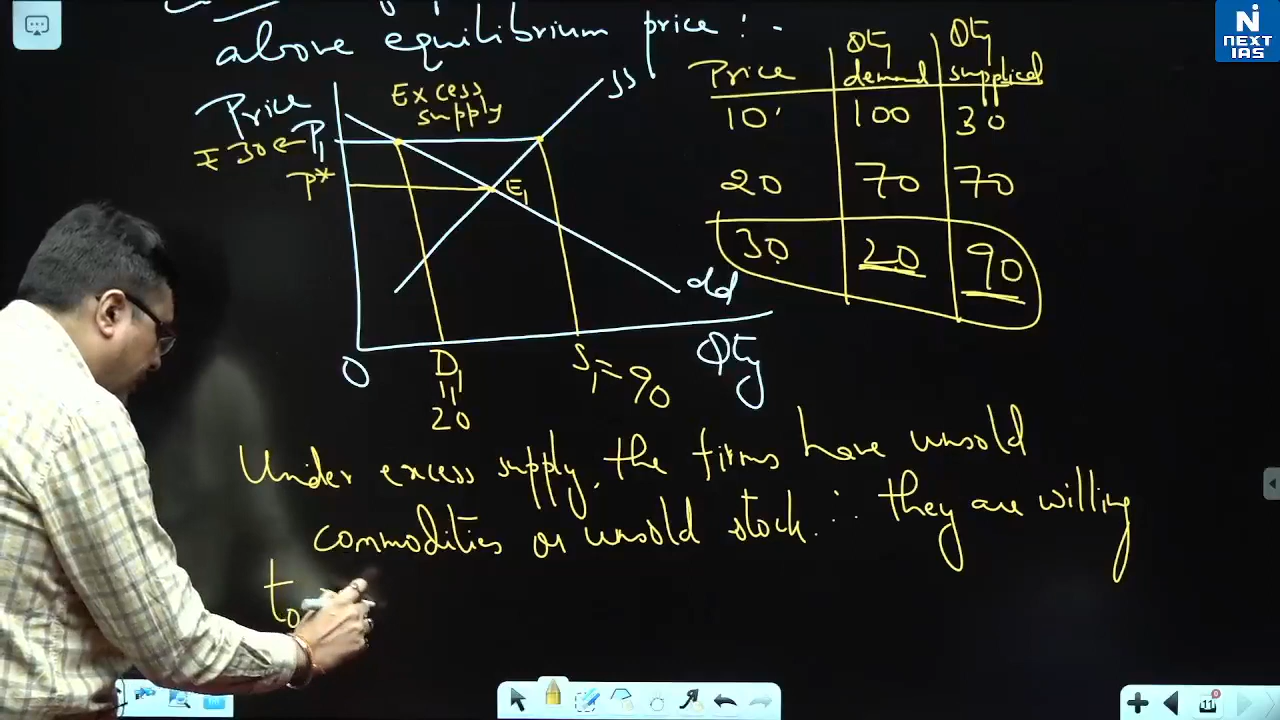 above equilibrium price :-
NEXT IAS
Price
Excess supply
SS
₹ 30 ← P1
P*
E1
dd
O
D1
||
20
S1 = 90
Qty
Price Qty demand Qty supplied
10 100 30
20 70 70
30 20 90
Under excess supply, the firms have unsold
commodities or unsold stock. ∴ they are willing
to
11